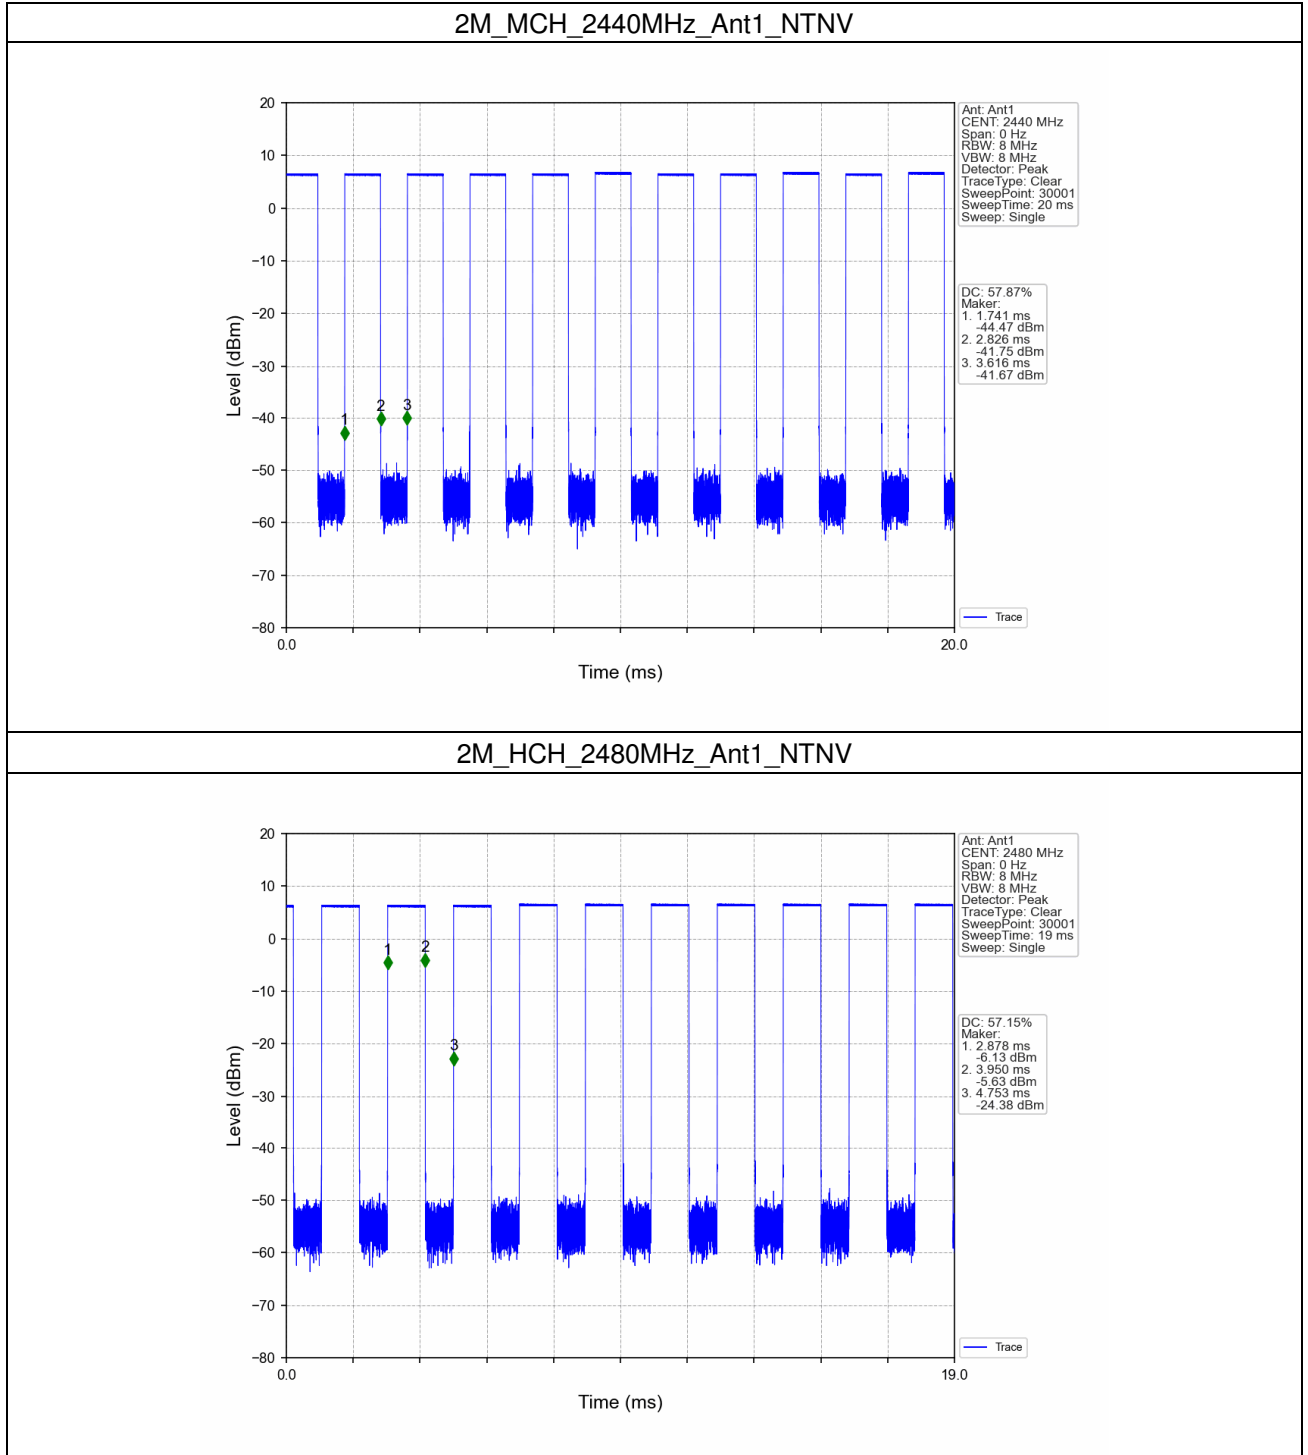 2M_MCH_2440MHz_Ant1_NTNV
20
10
0
−10
−20
−30
−40
−50
−60
−70
−80
Level (dBm)
1
2
3
0.0
20.0
Time (ms)
Ant: Ant1
CENT: 2440 MHz
Span: 0 Hz
RBW: 8 MHz
VBW: 8 MHz
Detector: Peak
TraceType: Clear
SweepPoint: 30001
SweepTime: 20 ms
Sweep: Single
DC: 57.87%
Maker:
1. 1.741 ms
-44.47 dBm
2. 2.826 ms
-41.75 dBm
3. 3.616 ms
-41.67 dBm
Trace
2M_HCH_2480MHz_Ant1_NTNV
20
10
0
−10
−20
−30
−40
−50
−60
−70
−80
Level (dBm)
1
2
3
0.0
19.0
Time (ms)
Ant: Ant1
CENT: 2480 MHz
Span: 0 Hz
RBW: 8 MHz
VBW: 8 MHz
Detector: Peak
TraceType: Clear
SweepPoint: 30001
SweepTime: 19 ms
Sweep: Single
DC: 57.15%
Maker:
1. 2.878 ms
-6.13 dBm
2. 3.950 ms
-5.63 dBm
3. 4.753 ms
-24.38 dBm
Trace